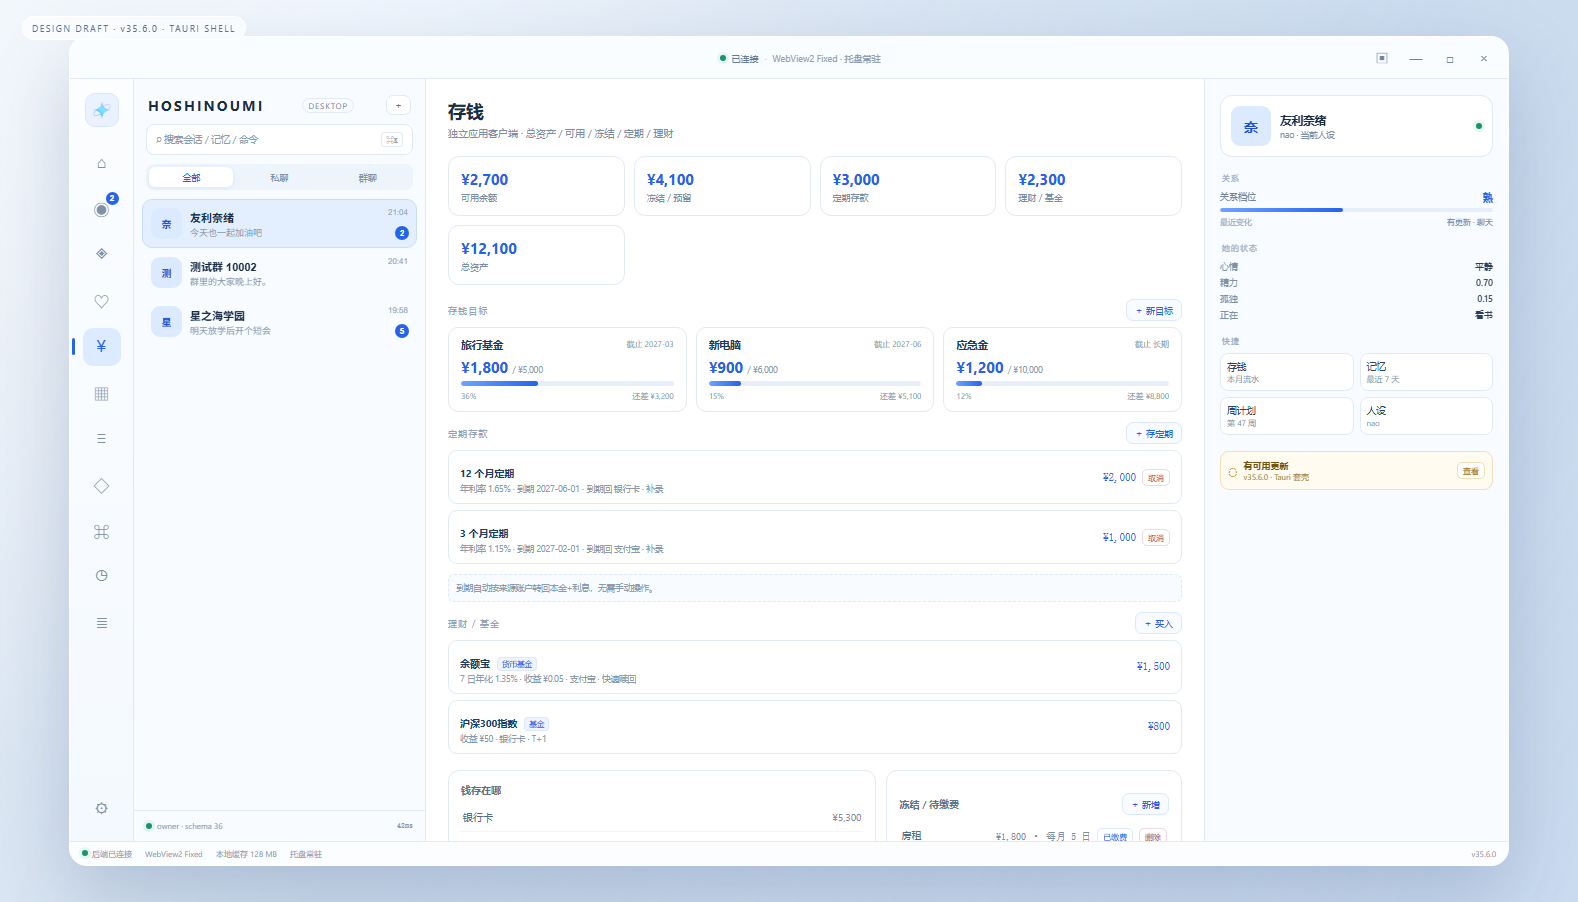 DESIGN DRAFT · v35.6.0 · TAURI SHELL
已连接 · WebView2 Fixed · 托盘常驻
HOSHINOUMI
DESKTOP
+
搜索会话 / 记忆 / 命令
⌘K
全部
私聊
群聊
奈
友利奈绪
21:04
今天也一起加油吧
2
测
测试群 10002
20:41
群里的大家晚上好。
星
星之海学园
19:58
明天放学后开个短会
5
2
¥
owner · schema 36
42ms
存钱
独立应用客户端 · 总资产 / 可用 / 冻结 / 定期 / 理财
¥2,700
可用余额
¥4,100
冻结 / 预留
¥3,000
定期存款
¥2,300
理财 / 基金
¥12,100
总资产
存钱目标
+ 新目标
旅行基金
截止 2027-03
¥1,800 / ¥5,000
36%
还差 ¥3,200
新电脑
截止 2027-06
¥900 / ¥6,000
15%
还差 ¥5,100
应急金
截止 长期
¥1,200 / ¥10,000
12%
还差 ¥8,800
定期存款
+ 存定期
12 个月定期
年利率 1.65% · 到期 2027-06-01 · 到期回 银行卡 · 补录
¥2,000
取消
3 个月定期
年利率 1.15% · 到期 2027-02-01 · 到期回 支付宝 · 补录
¥1,000
取消
到期自动按来源账户转回本金+利息，无需手动操作。
理财 / 基金
+ 买入
余额宝
货币基金
7 日年化 1.35% · 收益 ¥0.05 · 支付宝 · 快速赎回
¥1,500
沪深300指数
基金
收益 ¥50 · 银行卡 · T+1
¥800
钱存在哪
银行卡
¥5,300
冻结 / 待缴费
+ 新增
房租
¥1,800 · 每月 5 日
已缴费
删除
奈
友利奈绪
nao · 当前人设
关系
关系档位
熟
最近变化
有更新 · 聊天
她的状态
心情
平静
精力
0.70
孤独
0.15
正在
看书
快捷
存钱
本月流水
记忆
最近 7 天
周计划
第 47 周
人设
nao
有可用更新
v35.6.0 · Tauri 套壳
查看
后端已连接
WebView2 Fixed
本地缓存 128 MB
托盘常驻
v35.6.0